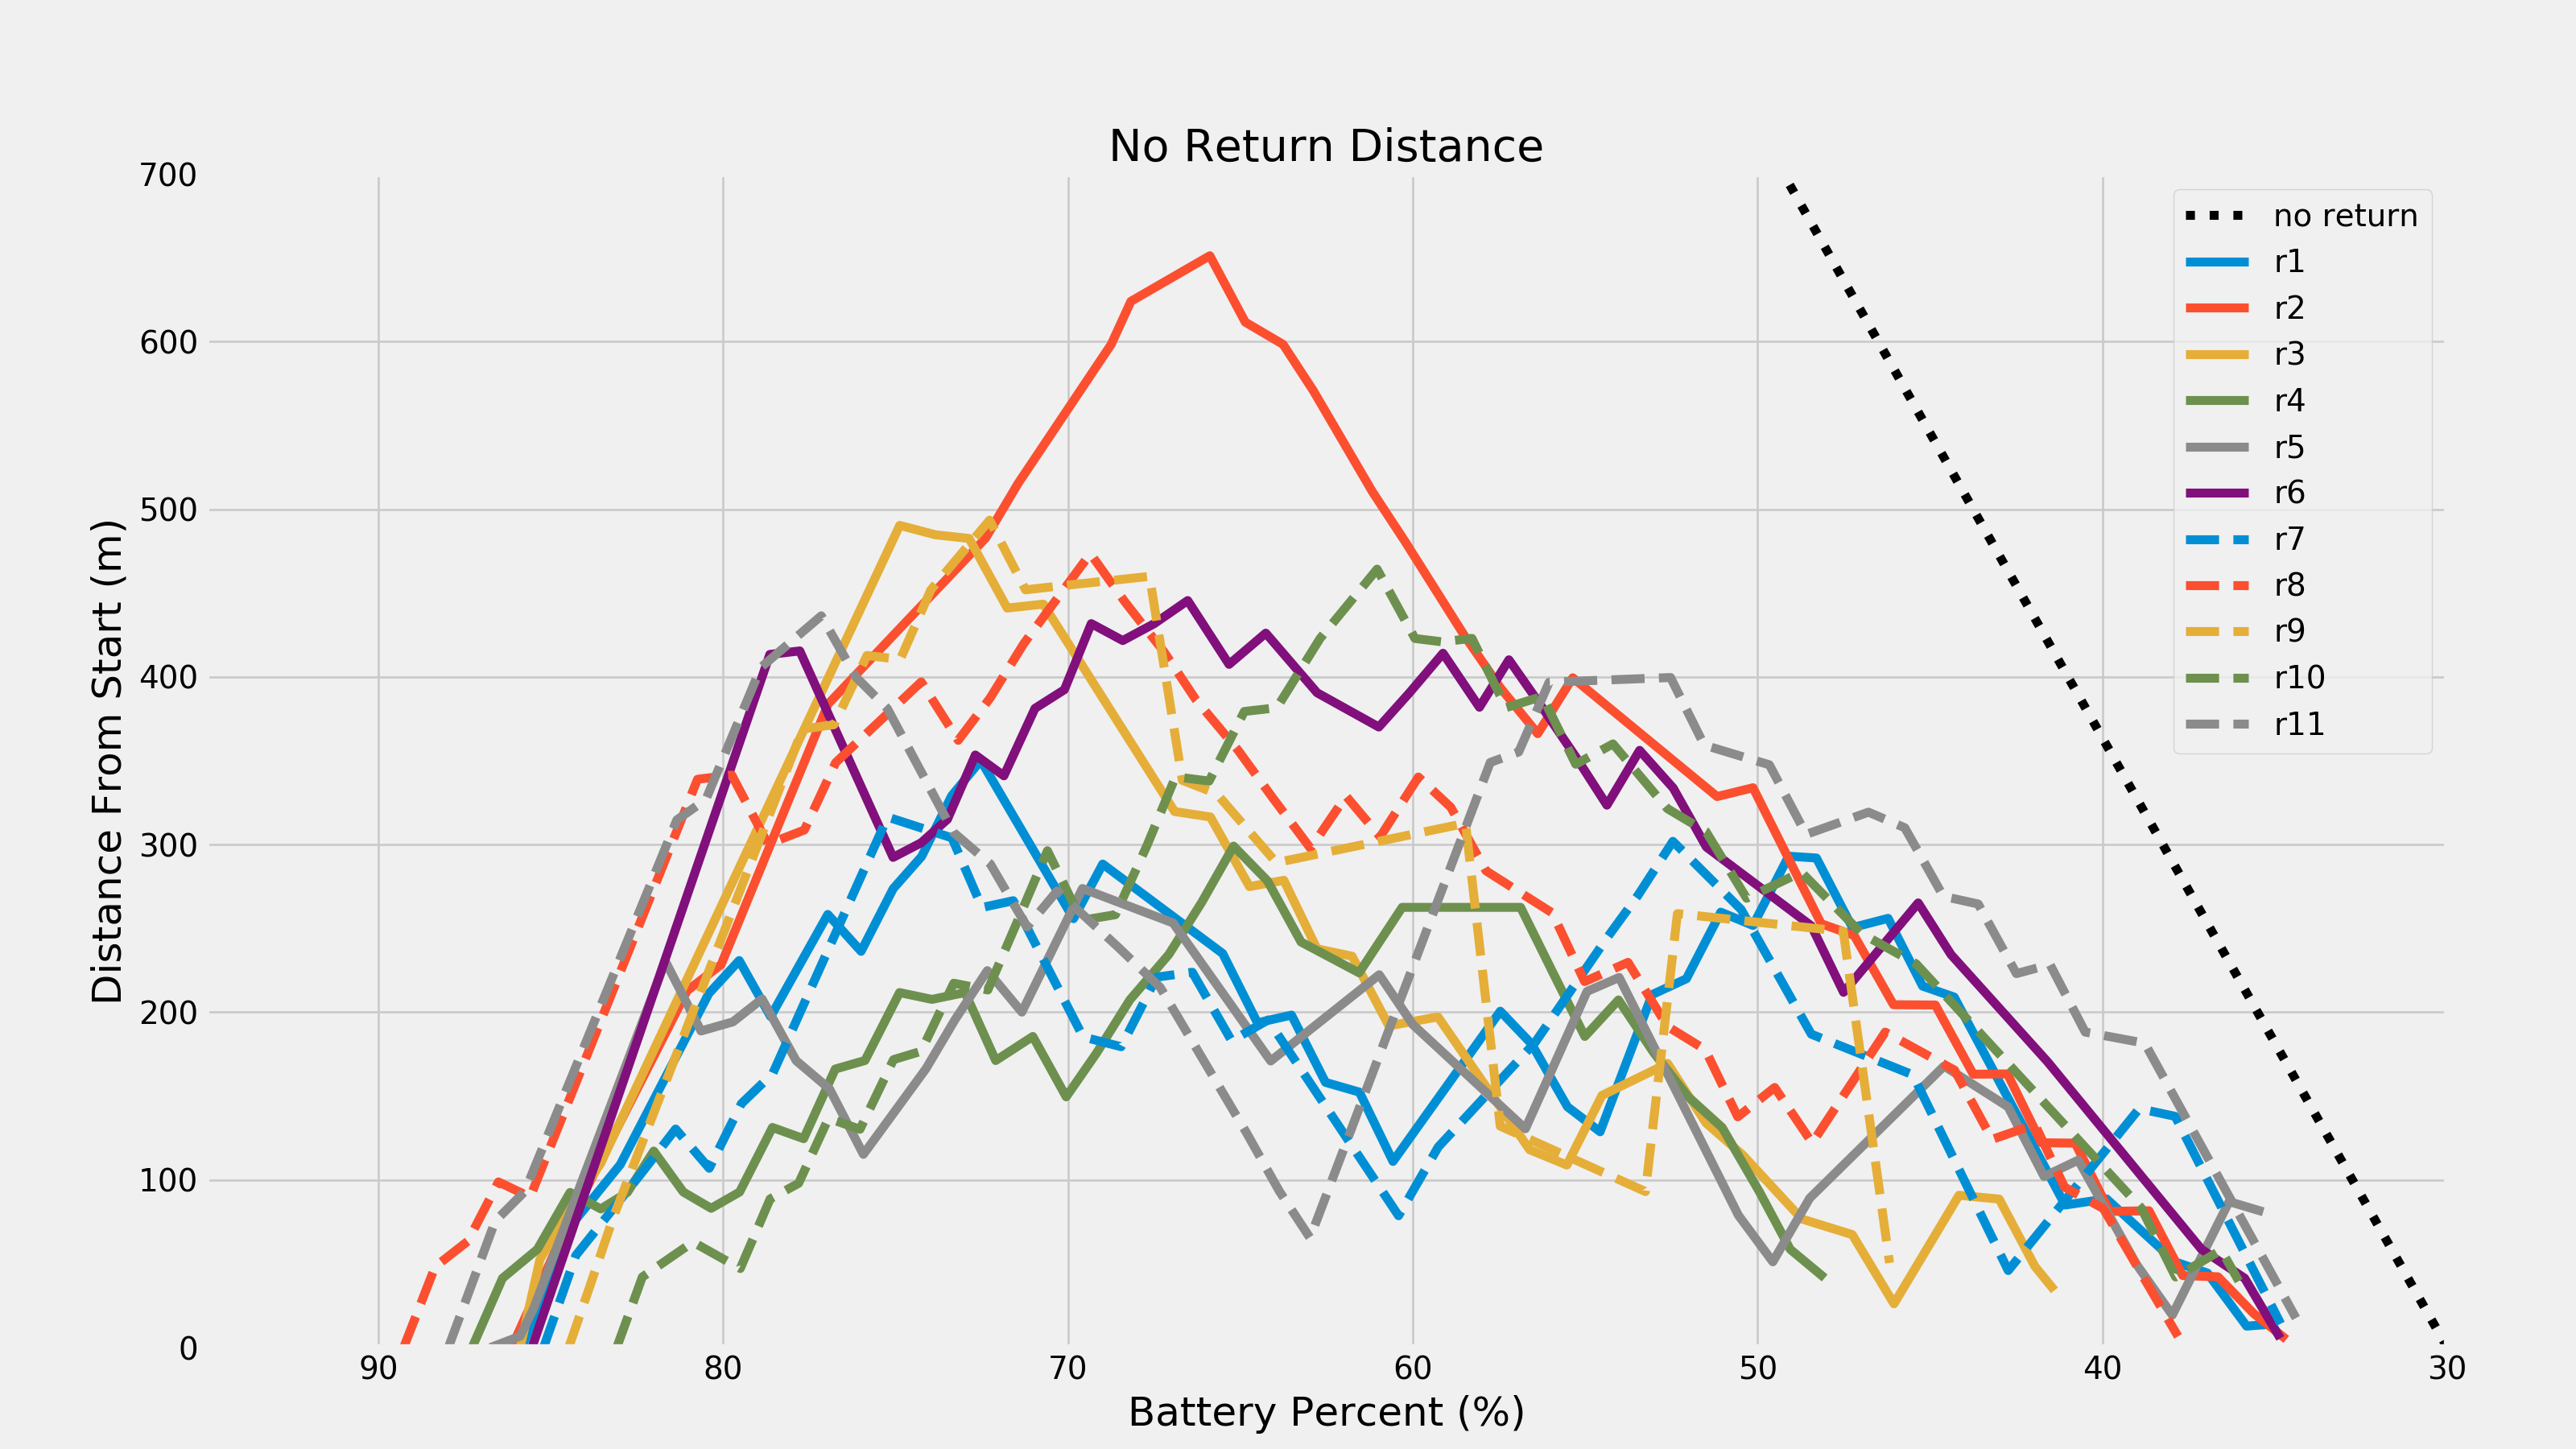 No Return Distance
700
600
500
400
300
200
100
0
Distance From Start (m)
90 80 70 60 50 40 30
Battery Percent (%)
no return
r1
r2
r3
r4
r5
r6
r7
r8
r9
r10
r11